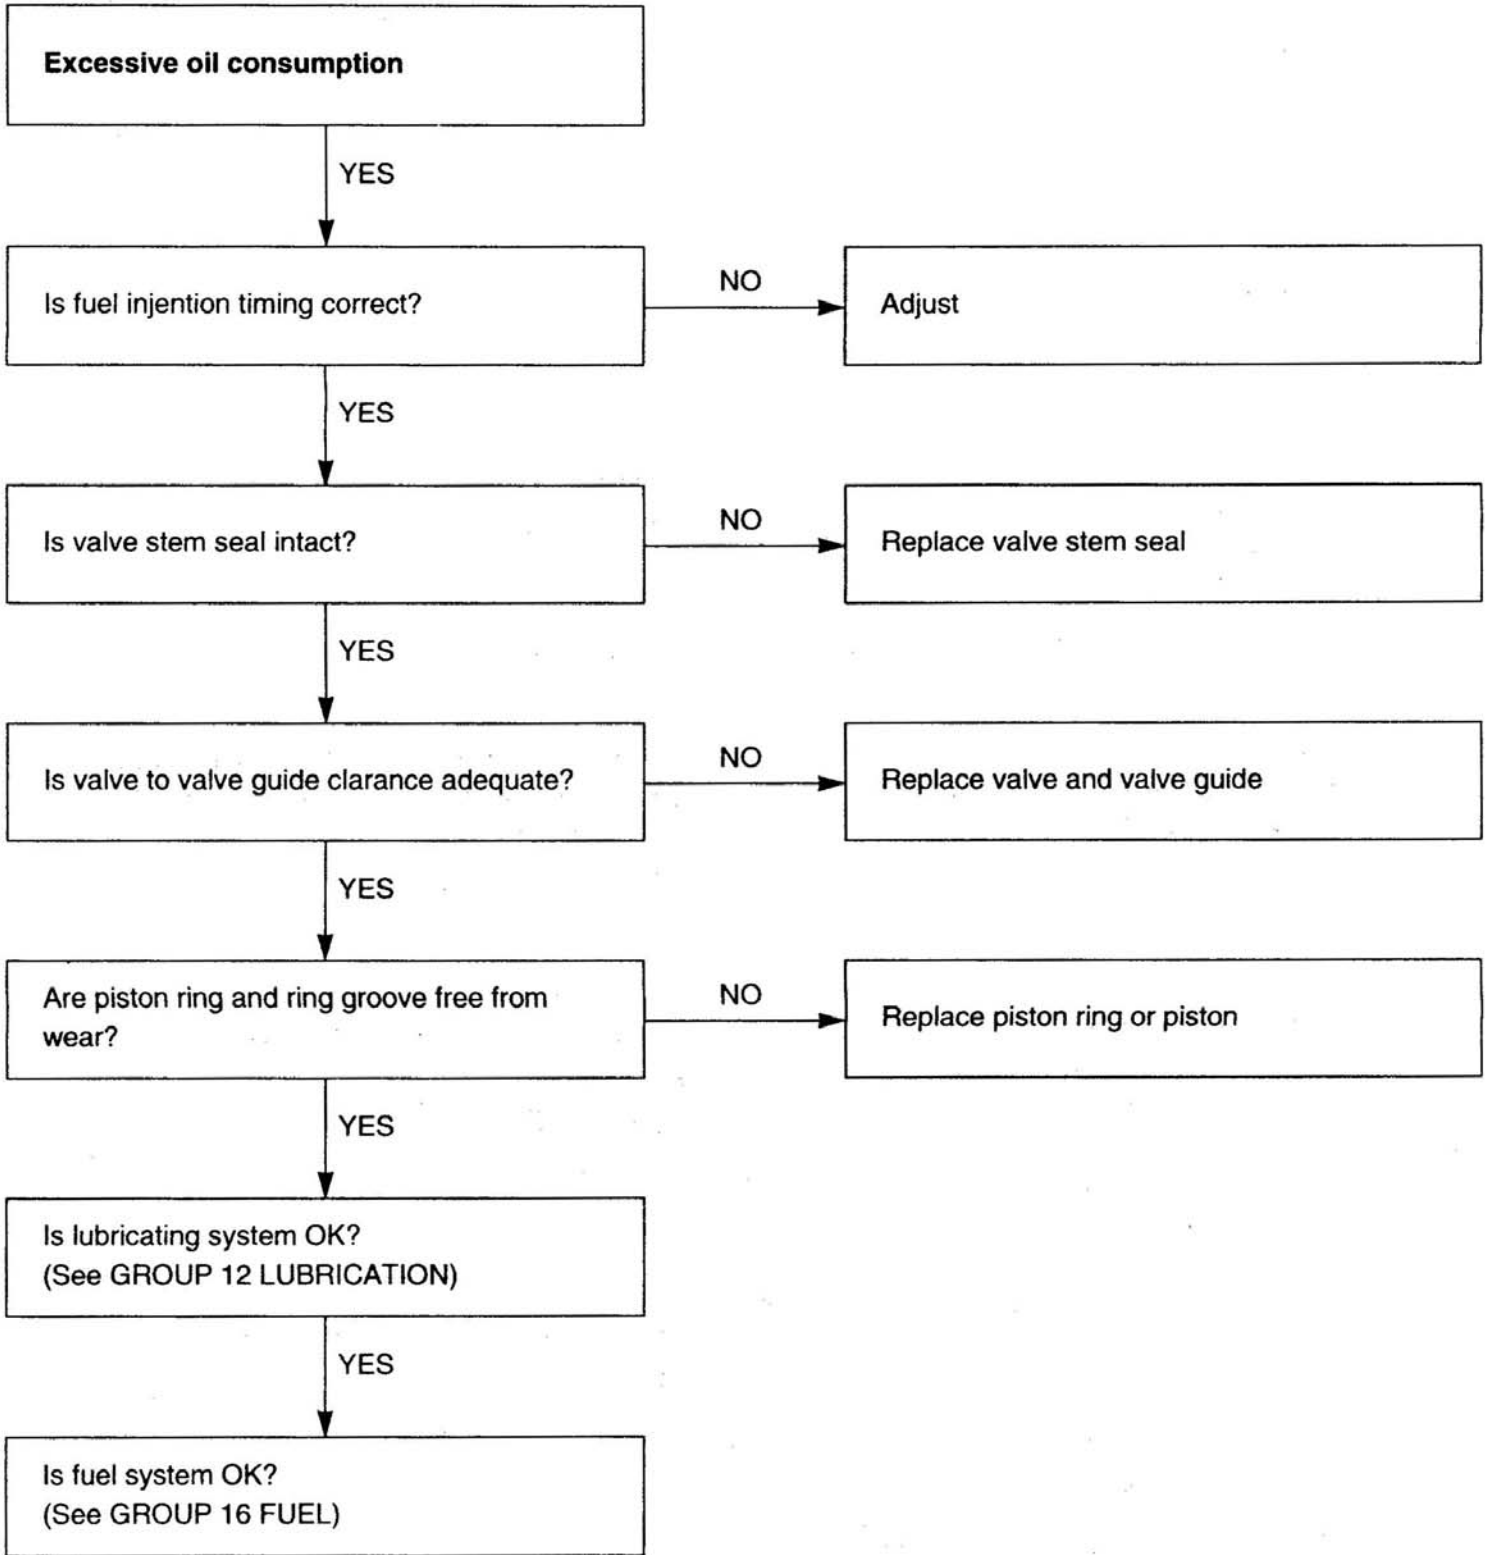 Excessive oil consumption
YES
Is fuel injention timing correct?
NO
Adjust
YES
Is valve stem seal intact?
NO
Replace valve stem seal
YES
Is valve to valve guide clarance adequate?
NO
Replace valve and valve guide
YES
Are piston ring and ring groove free from
wear?
NO
Replace piston ring or piston
YES
Is lubricating system OK?
(See GROUP 12 LUBRICATION)
YES
Is fuel system OK?
(See GROUP 16 FUEL)